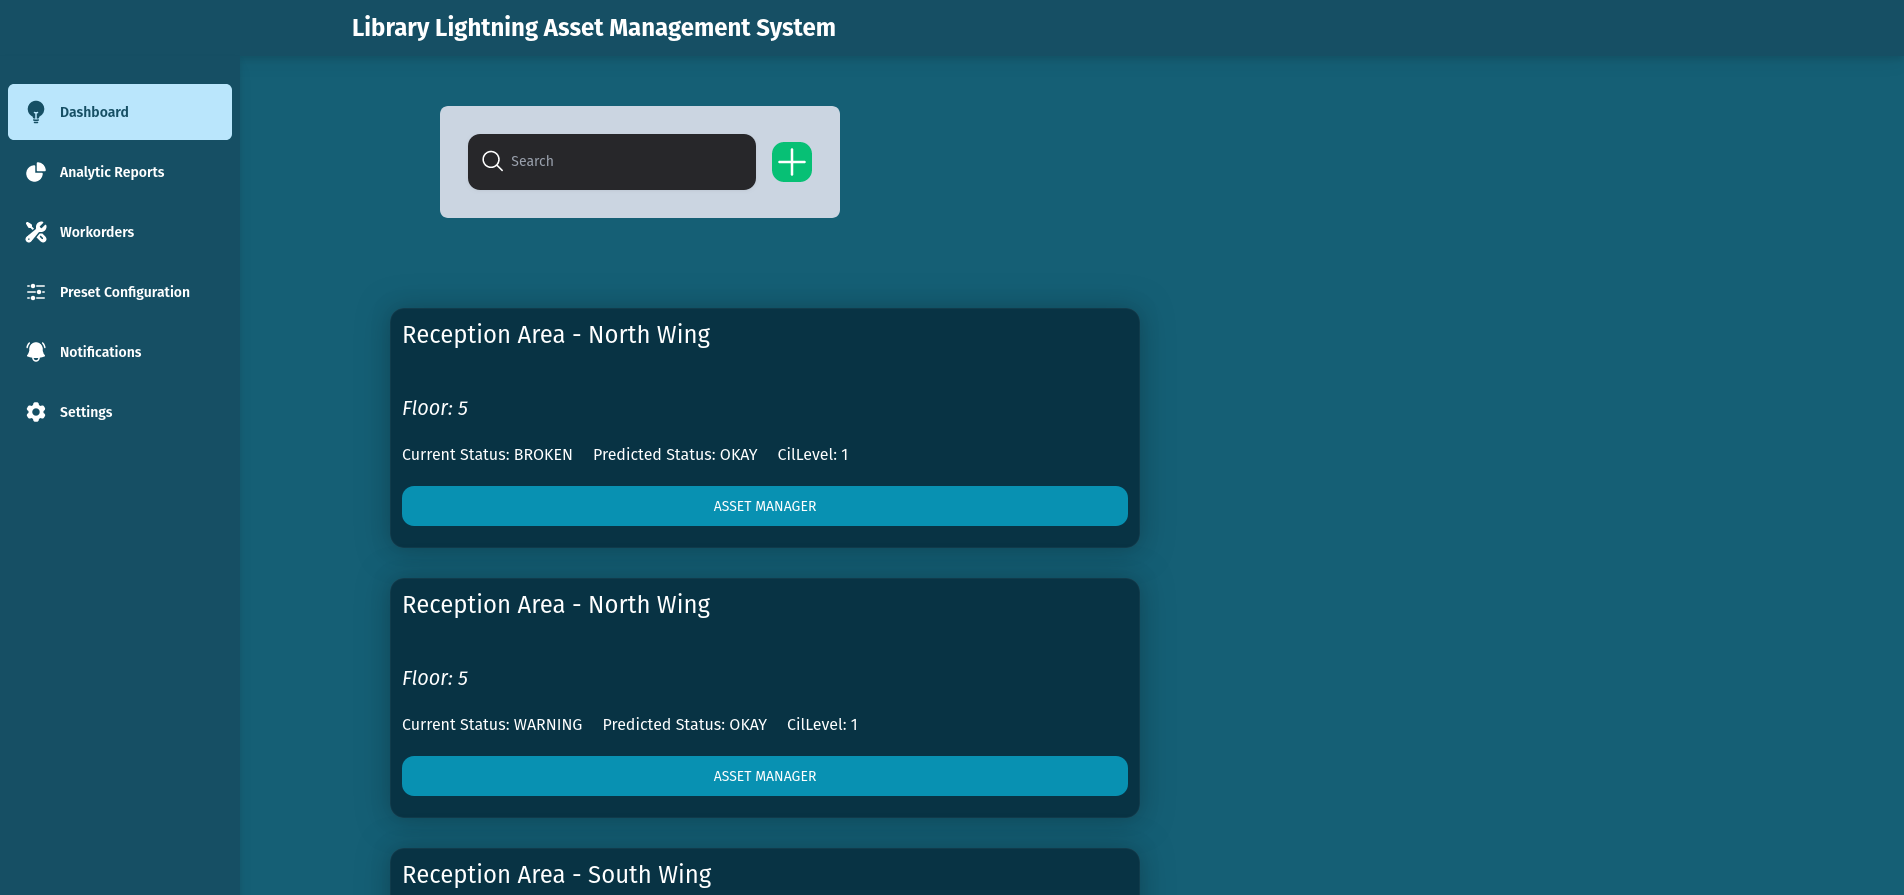 Library Lightning Asset Management System
Dashboard
Analytic Reports
Workorders
Preset Configuration
Notifications
Settings
Search
Reception Area - North Wing
Floor: 5
Current Status: BROKEN Predicted Status: OKAY CilLevel: 1
ASSET MANAGER
Reception Area - North Wing
Floor: 5
Current Status: WARNING Predicted Status: OKAY CilLevel: 1
ASSET MANAGER
Reception Area - South Wing